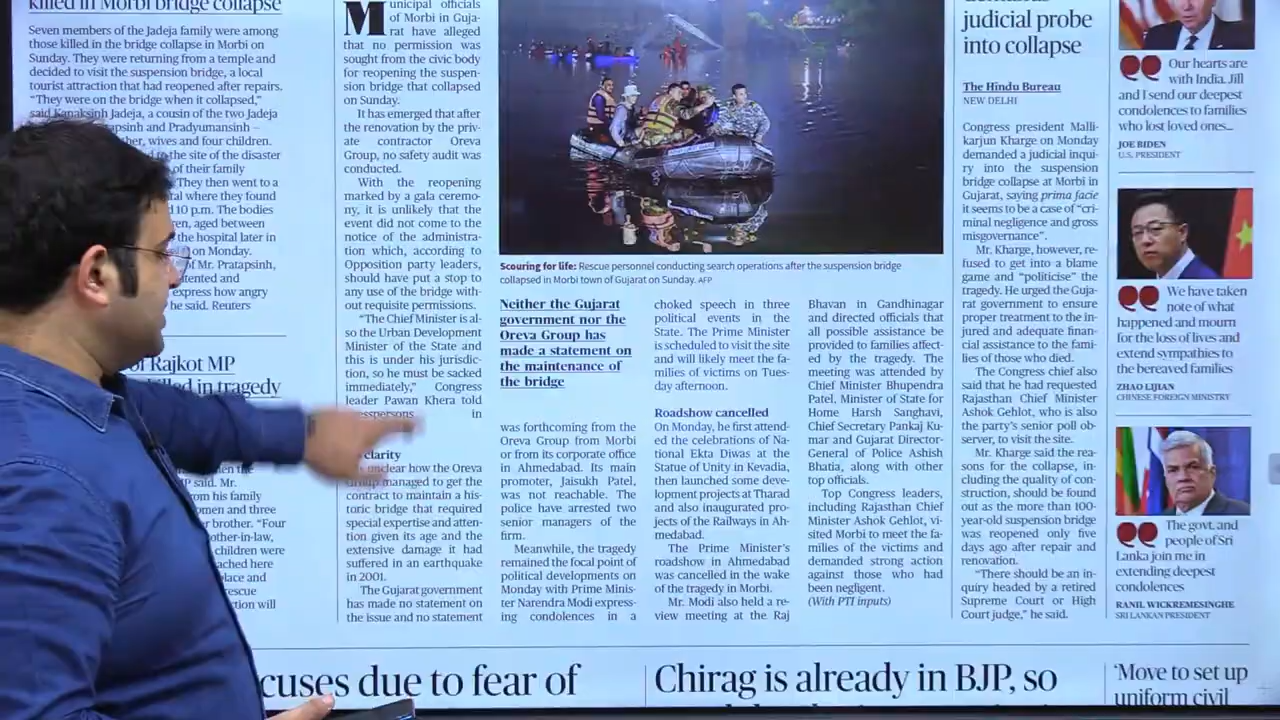 killed in Morbi bridge collapse
Seven members of the Jadeja family were among
those killed in the bridge collapse in Morbi on
Sunday. They were returning from a temple and
decided to visit the suspension bridge, a local
tourist attraction that had reopened after repairs.
“They were on the bridge when it collapsed,”
said Kanaksinh Jadeja, a cousin of the two Jadeja
and Pradyumansinh –
wives and four children.
to the site of the disaster
of their family
They then went to a
where they found
10 p.m. The bodies
aged between
the hospital later in
on Monday.
of Mr. Pratapsinh,
and
express how angry
he said. Reuters
of Rajkot MP
killed in tragedy
the
said. Mr.
from his family
women and three
brother. “Four
children were
here
place and
rescue
will
Municipal officials
of Morbi in Guja-
rat have alleged
that no permission was
sought from the civic body
for reopening the suspen-
sion bridge that collapsed
on Sunday.
It has emerged that after
the renovation by the priv-
ate contractor Oreva
Group, no safety audit was
conducted.
With the reopening
marked by a gala ceremo-
ny, it is unlikely that the
event did not come to the
notice of the administra-
tion which, according to
Opposition party leaders,
should have put a stop to
any use of the bridge with-
out requisite permissions.
“The Chief Minister is al-
so the Urban Development
Minister of the State and
this is under his jurisdic-
tion, so he must be sacked
immediately,” Congress
leader Pawan Khera told
in
clarity
unclear how the Oreva
Group managed to get the
contract to maintain a his-
toric bridge that required
special expertise and atten-
tion given its age and the
extensive damage it had
suffered in an earthquake
in 2001.
The Gujarat government
has made no statement on
the issue and no statement
Scouring for life: Rescue personnel conducting search operations after the suspension bridge
collapsed in Morbi town of Gujarat on Sunday. AFP
Neither the Gujarat
government nor the
Oreva Group has
made a statement on
the maintenance of
the bridge
was forthcoming from the
Oreva Group from Morbi
or from its corporate office
in Ahmedabad. Its main
promoter, Jaisukh Patel,
was not reachable. The
police have arrested two
senior managers of the
firm.
Meanwhile, the tragedy
remained the focal point of
political developments on
Monday with Prime Minis-
ter Narendra Modi express-
ing condolences in a
choked speech in three
political events in the
State. The Prime Minister
is scheduled to visit the site
and will likely meet the fa-
milies of victims on Tues-
day afternoon.
Roadshow cancelled
On Monday, he first attend-
ed the celebrations of Na-
tional Ekta Diwas at the
Statue of Unity in Kevadia,
then launched some deve-
lopment projects at Tharad
and also inaugurated pro-
jects of the Railways in Ah-
medabad.
The Prime Minister’s
roadshow in Ahmedabad
was cancelled in the wake
of the tragedy in Morbi.
Mr. Modi also held a re-
view meeting at the Raj
Bhavan in Gandhinagar
and directed officials that
all possible assistance be
provided to families affect-
ed by the tragedy. The
meeting was attended by
Chief Minister Bhupendra
Patel, Minister of State for
Home Harsh Sanghavi,
Chief Secretary Pankaj Ku-
mar and Gujarat Director-
General of Police Ashish
Bhatia, along with other
top officials.
Top Congress leaders,
including Rajasthan Chief
Minister Ashok Gehlot, vi-
sited Morbi to meet the fa-
milies of the victims and
demanded strong action
against those who had
been negligent.
(With PTI inputs)
judicial probe
into collapse
The Hindu Bureau
NEW DELHI
Congress president Malli-
karjun Kharge on Monday
demanded a judicial inqui-
ry into the suspension
bridge collapse at Morbi in
Gujarat, saying prima facie
it seems to be a case of “cri-
minal negligence and gross
misgovernance”.
Mr. Kharge, however, re-
fused to get into a blame
game and “politicise” the
tragedy. He urged the Guja-
rat government to ensure
proper treatment to the in-
jured and adequate finan-
cial assistance to the fami-
lies of those who died.
The Congress chief also
said that he had requested
Rajasthan Chief Minister
Ashok Gehlot, who is also
the party’s senior poll ob-
server, to visit the site.
Mr. Kharge said the rea-
sons for the collapse, in-
cluding the quality of con-
struction, should be found
out as the more than 100-
year-old suspension bridge
was reopened only five
days ago after repair and
renovation.
“There should be an in-
quiry headed by a retired
Supreme Court or High
Court judge,” he said.
Our hearts are
with India. Jill
and I send our deepest
condolences to families
who lost loved ones...
JOE BIDEN
U.S. PRESIDENT
We have taken
note of what
happened and mourn
for the loss of lives and
extend sympathies to
the bereaved families
ZHAO LIJIAN
CHINESE FOREIGN MINISTRY
The govt. and
people of Sri
Lanka join me in
extending deepest
condolences
RANIL WICKREMESINGHE
SRI LANKAN PRESIDENT
cuses due to fear of
Chirag is already in BJP, so
‘Move to set up
uniform civil